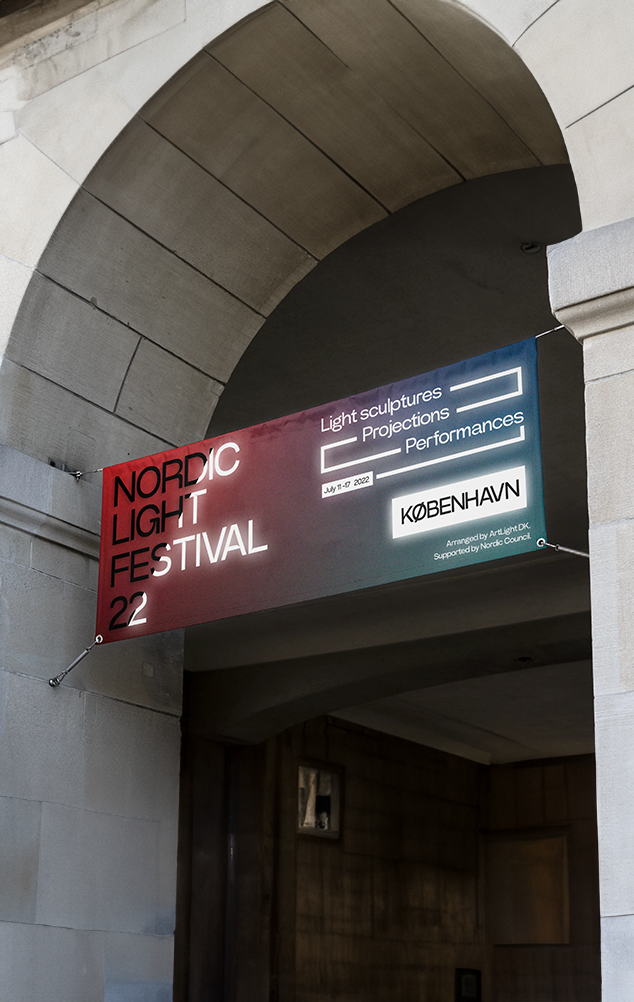 NORDIC
LIGHT
FESTIVAL
22
Light sculptures
Projections
Performances
July 11-17 2022
KØBENHAVN
Arranged by ArtLight DK.
Supported by Nordic Council.